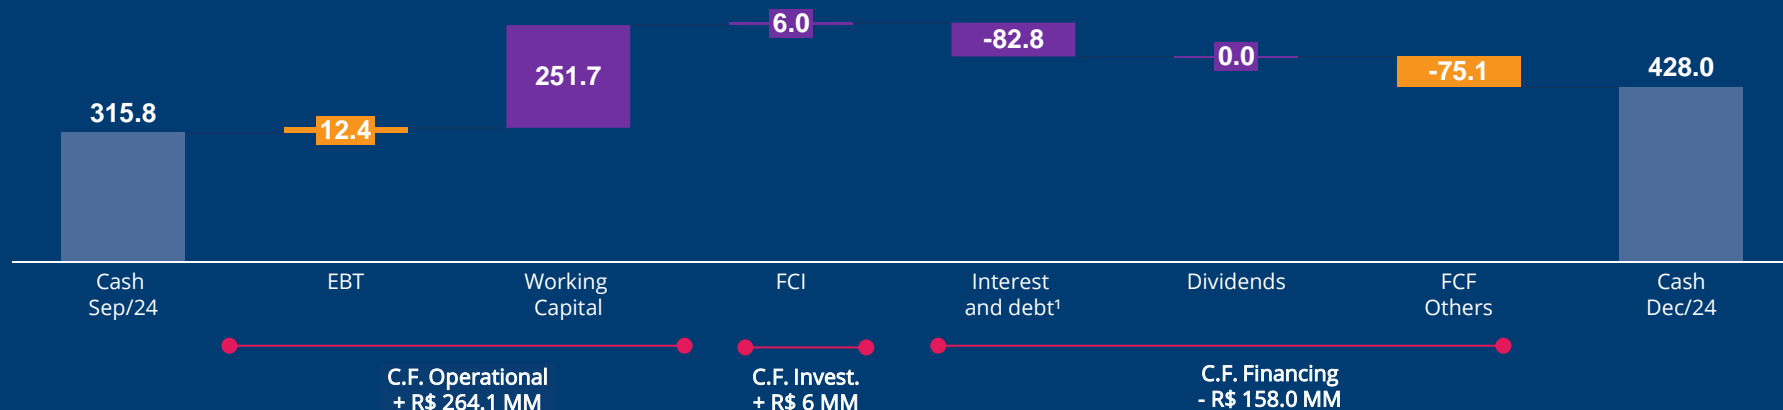 315.8
12.4
251.7
6.0
-82.8
0.0
-75.1
428.0
Cash
Sep/24
EBT
Working
Capital
FCI
Interest
and debt¹
Dividends
FCF
Others
Cash
Dec/24
C.F. Operational
+ R$ 264.1 MM
C.F. Invest.
+ R$ 6 MM
C.F. Financing
- R$ 158.0 MM